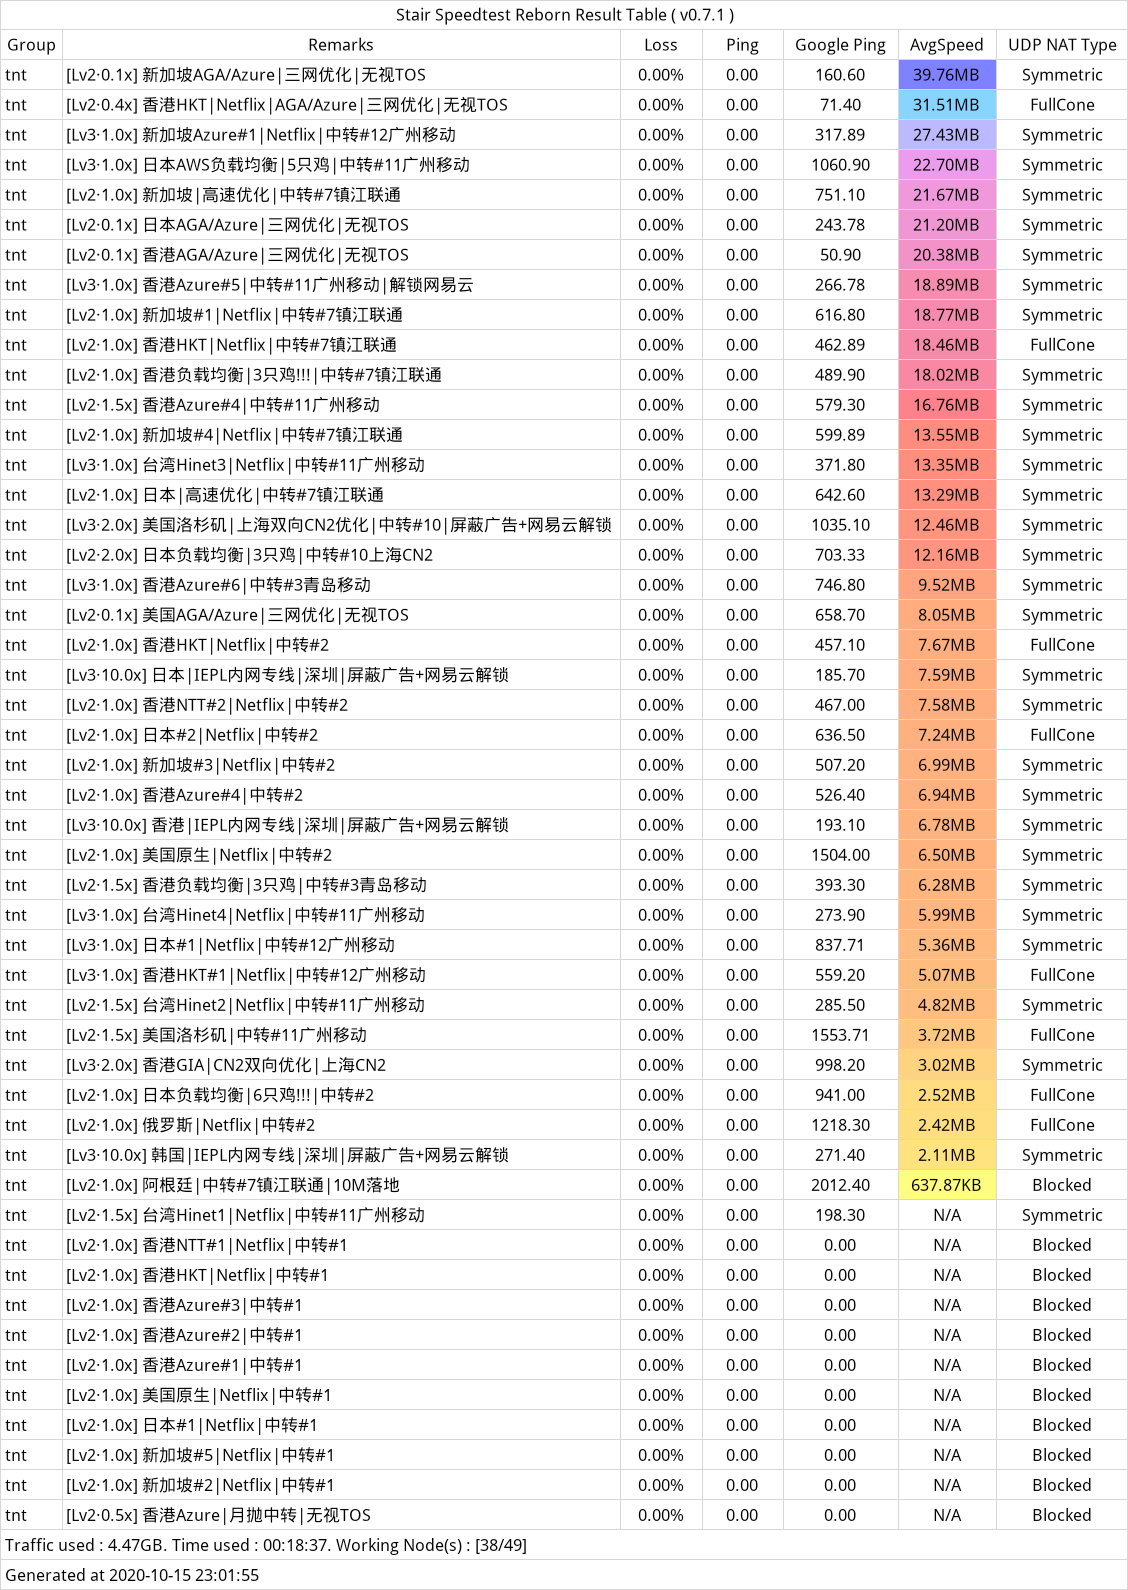 Stair Speedtest Reborn Result Table ( v0.7.1 )
Group Remarks Loss Ping Google Ping AvgSpeed UDP NAT Type
tnt [Lv2·0.1x] 新加坡AGA/Azure|三网优化|无视TOS 0.00% 0.00 160.60 39.76MB Symmetric
tnt [Lv2·0.4x] 香港HKT|Netflix|AGA/Azure|三网优化|无视TOS 0.00% 0.00 71.40 31.51MB FullCone
tnt [Lv3·1.0x] 新加坡Azure#1|Netflix|中转#12广州移动 0.00% 0.00 317.89 27.43MB Symmetric
tnt [Lv3·1.0x] 日本AWS负载均衡|5只鸡|中转#11广州移动 0.00% 0.00 1060.90 22.70MB Symmetric
tnt [Lv2·1.0x] 新加坡|高速优化|中转#7镇江联通 0.00% 0.00 751.10 21.67MB Symmetric
tnt [Lv2·0.1x] 日本AGA/Azure|三网优化|无视TOS 0.00% 0.00 243.78 21.20MB Symmetric
tnt [Lv2·0.1x] 香港AGA/Azure|三网优化|无视TOS 0.00% 0.00 50.90 20.38MB Symmetric
tnt [Lv3·1.0x] 香港Azure#5|中转#11广州移动|解锁网易云 0.00% 0.00 266.78 18.89MB Symmetric
tnt [Lv2·1.0x] 新加坡#1|Netflix|中转#7镇江联通 0.00% 0.00 616.80 18.77MB Symmetric
tnt [Lv2·1.0x] 香港HKT|Netflix|中转#7镇江联通 0.00% 0.00 462.89 18.46MB FullCone
tnt [Lv2·1.0x] 香港负载均衡|3只鸡!!!|中转#7镇江联通 0.00% 0.00 489.90 18.02MB Symmetric
tnt [Lv2·1.5x] 香港Azure#4|中转#11广州移动 0.00% 0.00 579.30 16.76MB Symmetric
tnt [Lv2·1.0x] 新加坡#4|Netflix|中转#7镇江联通 0.00% 0.00 599.89 13.55MB Symmetric
tnt [Lv3·1.0x] 台湾Hinet3|Netflix|中转#11广州移动 0.00% 0.00 371.80 13.35MB Symmetric
tnt [Lv2·1.0x] 日本|高速优化|中转#7镇江联通 0.00% 0.00 642.60 13.29MB Symmetric
tnt [Lv3·2.0x] 美国洛杉矶|上海双向CN2优化|中转#10|屏蔽广告+网易云解锁 0.00% 0.00 1035.10 12.46MB Symmetric
tnt [Lv2·2.0x] 日本负载均衡|3只鸡|中转#10上海CN2 0.00% 0.00 703.33 12.16MB Symmetric
tnt [Lv3·1.0x] 香港Azure#6|中转#3青岛移动 0.00% 0.00 746.80 9.52MB Symmetric
tnt [Lv2·0.1x] 美国AGA/Azure|三网优化|无视TOS 0.00% 0.00 658.70 8.05MB Symmetric
tnt [Lv2·1.0x] 香港HKT|Netflix|中转#2 0.00% 0.00 457.10 7.67MB FullCone
tnt [Lv3·10.0x] 日本|IEPL内网专线|深圳|屏蔽广告+网易云解锁 0.00% 0.00 185.70 7.59MB Symmetric
tnt [Lv2·1.0x] 香港NTT#2|Netflix|中转#2 0.00% 0.00 467.00 7.58MB Symmetric
tnt [Lv2·1.0x] 日本#2|Netflix|中转#2 0.00% 0.00 636.50 7.24MB FullCone
tnt [Lv2·1.0x] 新加坡#3|Netflix|中转#2 0.00% 0.00 507.20 6.99MB Symmetric
tnt [Lv2·1.0x] 香港Azure#4|中转#2 0.00% 0.00 526.40 6.94MB Symmetric
tnt [Lv3·10.0x] 香港|IEPL内网专线|深圳|屏蔽广告+网易云解锁 0.00% 0.00 193.10 6.78MB Symmetric
tnt [Lv2·1.0x] 美国原生|Netflix|中转#2 0.00% 0.00 1504.00 6.50MB Symmetric
tnt [Lv2·1.5x] 香港负载均衡|3只鸡|中转#3青岛移动 0.00% 0.00 393.30 6.28MB Symmetric
tnt [Lv3·1.0x] 台湾Hinet4|Netflix|中转#11广州移动 0.00% 0.00 273.90 5.99MB Symmetric
tnt [Lv3·1.0x] 日本#1|Netflix|中转#12广州移动 0.00% 0.00 837.71 5.36MB Symmetric
tnt [Lv3·1.0x] 香港HKT#1|Netflix|中转#12广州移动 0.00% 0.00 559.20 5.07MB FullCone
tnt [Lv2·1.5x] 台湾Hinet2|Netflix|中转#11广州移动 0.00% 0.00 285.50 4.82MB Symmetric
tnt [Lv2·1.5x] 美国洛杉矶|中转#11广州移动 0.00% 0.00 1553.71 3.72MB FullCone
tnt [Lv3·2.0x] 香港GIA|CN2双向优化|上海CN2 0.00% 0.00 998.20 3.02MB Symmetric
tnt [Lv2·1.0x] 日本负载均衡|6只鸡!!!|中转#2 0.00% 0.00 941.00 2.52MB FullCone
tnt [Lv2·1.0x] 俄罗斯|Netflix|中转#2 0.00% 0.00 1218.30 2.42MB FullCone
tnt [Lv3·10.0x] 韩国|IEPL内网专线|深圳|屏蔽广告+网易云解锁 0.00% 0.00 271.40 2.11MB Symmetric
tnt [Lv2·1.0x] 阿根廷|中转#7镇江联通|10M落地 0.00% 0.00 2012.40 637.87KB Blocked
tnt [Lv2·1.5x] 台湾Hinet1|Netflix|中转#11广州移动 0.00% 0.00 198.30 N/A Symmetric
tnt [Lv2·1.0x] 香港NTT#1|Netflix|中转#1 0.00% 0.00 0.00 N/A Blocked
tnt [Lv2·1.0x] 香港HKT|Netflix|中转#1 0.00% 0.00 0.00 N/A Blocked
tnt [Lv2·1.0x] 香港Azure#3|中转#1 0.00% 0.00 0.00 N/A Blocked
tnt [Lv2·1.0x] 香港Azure#2|中转#1 0.00% 0.00 0.00 N/A Blocked
tnt [Lv2·1.0x] 香港Azure#1|中转#1 0.00% 0.00 0.00 N/A Blocked
tnt [Lv2·1.0x] 美国原生|Netflix|中转#1 0.00% 0.00 0.00 N/A Blocked
tnt [Lv2·1.0x] 日本#1|Netflix|中转#1 0.00% 0.00 0.00 N/A Blocked
tnt [Lv2·1.0x] 新加坡#5|Netflix|中转#1 0.00% 0.00 0.00 N/A Blocked
tnt [Lv2·1.0x] 新加坡#2|Netflix|中转#1 0.00% 0.00 0.00 N/A Blocked
tnt [Lv2·0.5x] 香港Azure|月抛中转|无视TOS 0.00% 0.00 0.00 N/A Blocked
Traffic used : 4.47GB. Time used : 00:18:37. Working Node(s) : [38/49]
Generated at 2020-10-15 23:01:55